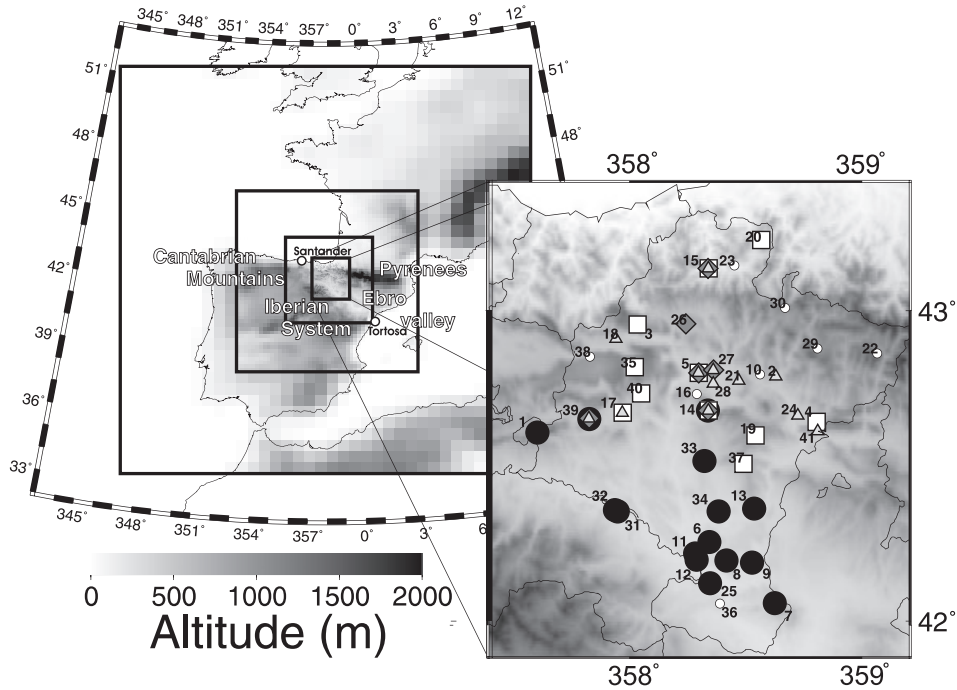 345° 348° 351° 354° 357° 0° 3° 6° 9° 12°
51° 51°
48° 48°
45°
42°
39°
36°
33°
345° 348° 351° 354° 357° 0° 3° 6
Santander
Cantabrian
Mountains
Pyrenees
Iberian
System
Ebro
valley
Tortosa
0 500 1000 1500 2000
Altitude (m)
358° 359°
20
15 23
30
26
18 3
29
38 22
35 5 27
21 10 2
40 16 28
17 14 24 4
39
1 19 41
33 37
32 34 13
31
6
11
12 8 9
25
36 7
43°
42°
358° 359°